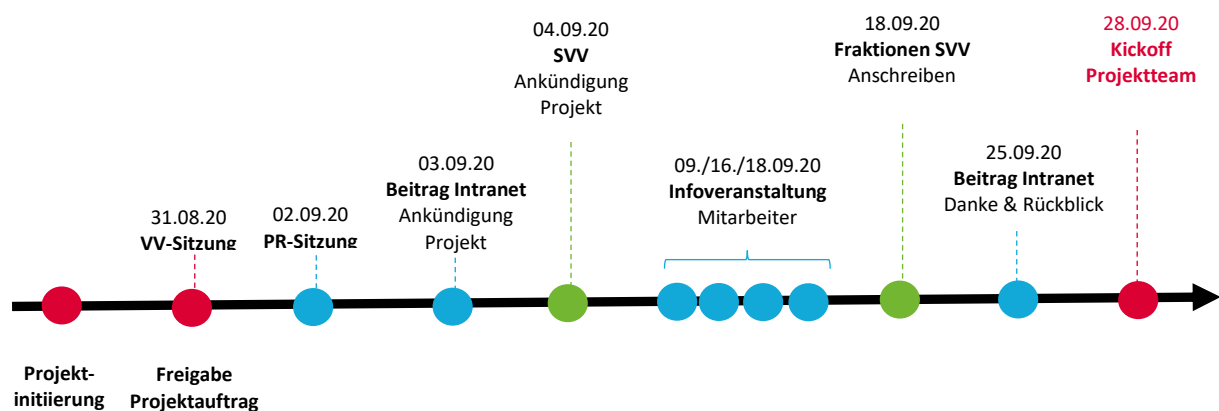 04.09.20
SVV
Ankündigung
Projekt
18.09.20
Fraktionen SVV
Anschreiben
28.09.20
Kickoff
Projektteam
03.09.20
Beitrag Intranet
Ankündigung
Projekt
09./16./18.09.20
Infoveranstaltung
Mitarbeiter
25.09.20
Beitrag Intranet
Danke & Rückblick
31.08.20
VV-Sitzung
02.09.20
PR-Sitzung
Projekt-
initiierung
Freigabe
Projektauftrag